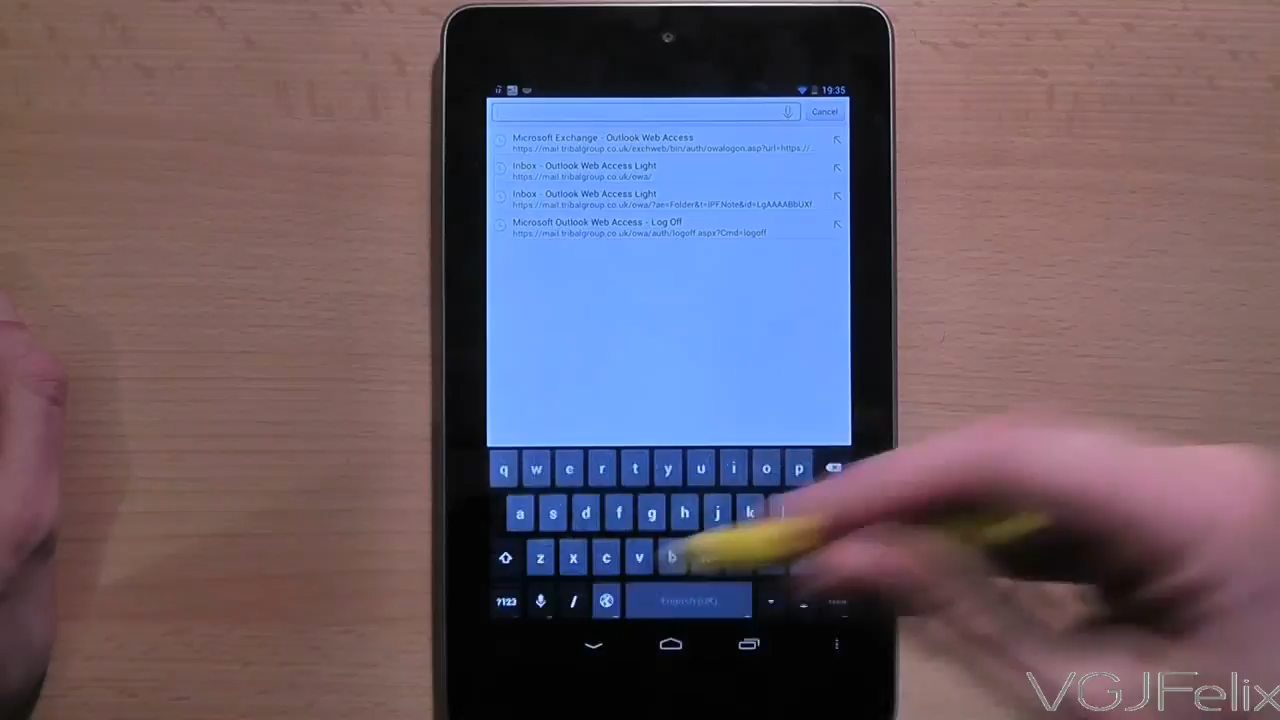 19:35
Cancel
Microsoft Exchange - Outlook Web Access
https://mail.tribalgroup.co.uk/exchweb/bin/auth/owalogon.asp?url=https://...
Inbox - Outlook Web Access Light
https://mail.tribalgroup.co.uk/owa/
Inbox - Outlook Web Access Light
https://mail.tribalgroup.co.uk/owa/?ae=Folder&t=IPF.Note&id=LgAAAABbUXf
Microsoft Outlook Web Access - Log Off
https://mail.tribalgroup.co.uk/owa/auth/logoff.aspx?Cmd=logoff
q w e r t y u i o p
a s d f g h j k
z x c v b
?123 / English (UK)
VGJFelix